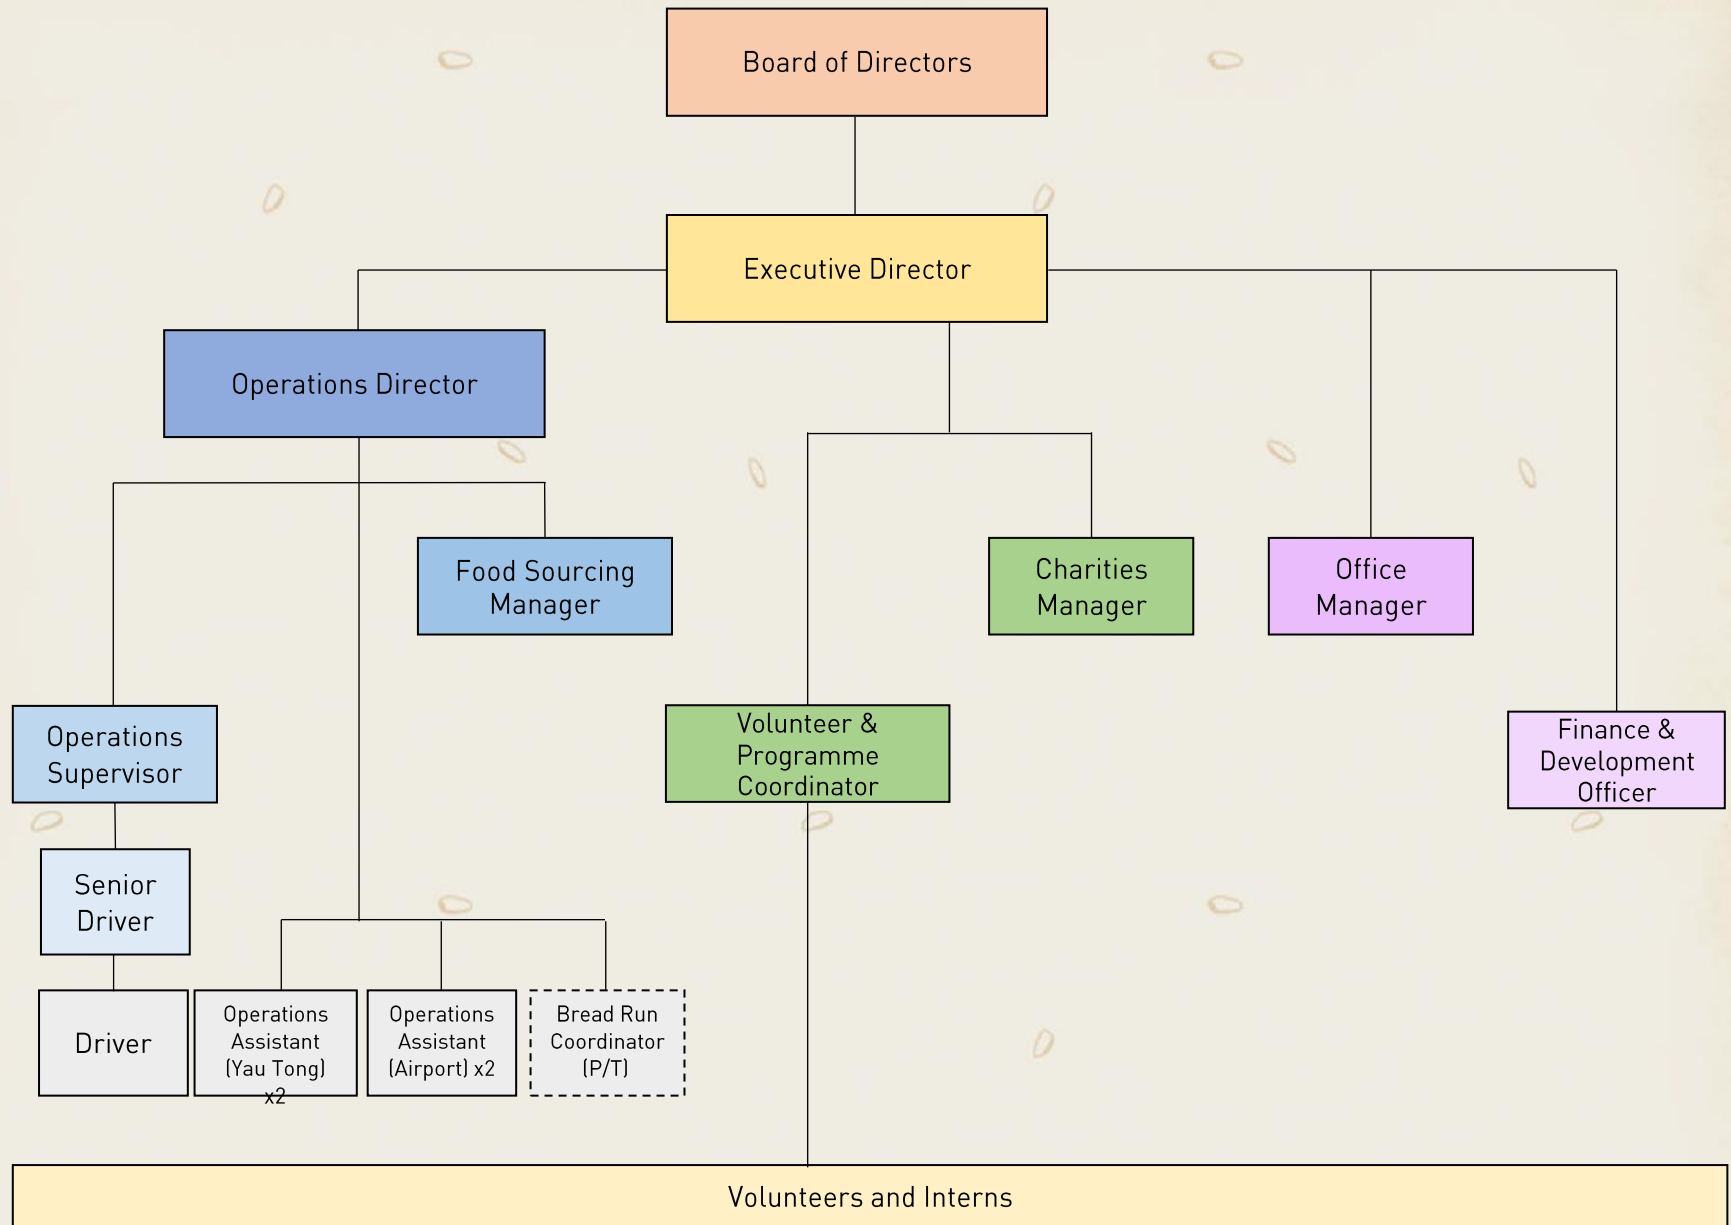 Board of Directors
Executive Director
Operations Director
Food Sourcing
Manager
Charities
Manager
Office
Manager
Operations
Supervisor
Volunteer &
Programme
Coordinator
Finance &
Development
Officer
Senior
Driver
Driver
Operations
Assistant
(Yau Tong)
x2
Operations
Assistant
(Airport) x2
Bread Run
Coordinator
(P/T)
Volunteers and Interns